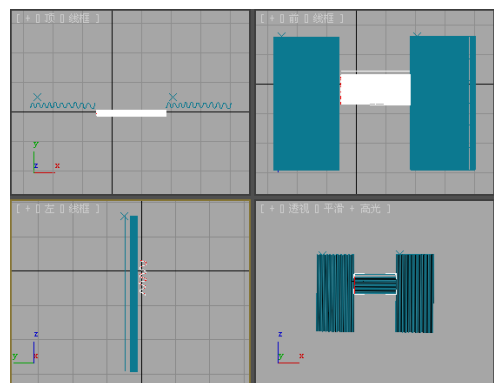 [ + [] 顶 [] 线框 ]
[ + [] 前 [] 线框 ]
y
z
x
[ + [] 左 [] 线框 ]
[ + [] 透视 [] 平滑 + 高光 ]
z
y
x
z
x